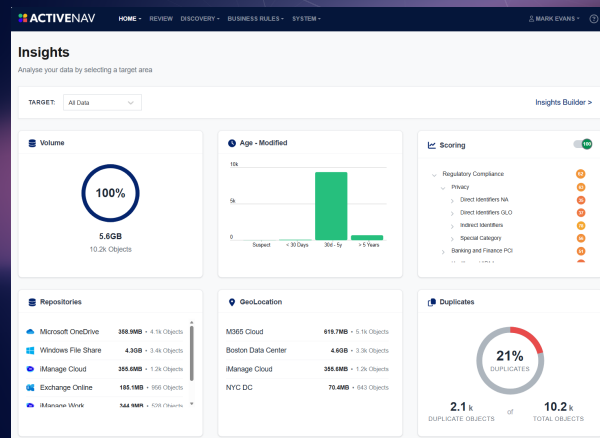 ACTIVENAV HOME REVIEW DISCOVERY BUSINESS RULES SYSTEM MARK EVANS
Insights
Analyse your data by selecting a target area
TARGET: All Data Insights Builder >
Volume
100%
5.6GB
10.2k Objects
Age - Modified
10k
5k
0
Suspect < 30 Days 30d - 5y > 5 Years
Scoring 100
Regulatory Compliance
Privacy
Direct Identifiers NA
Direct Identifiers GLO
Indirect Identifiers
Special Category
Banking and Finance PCI
Repositories
Microsoft OneDrive 358.9MB • 4.1k Objects
Windows File Share 4.3GB • 3.4k Objects
iManage Cloud 355.6MB • 1.2k Objects
Exchange Online 185.1MB • 956 Objects
iManage Work 344.9MB • 528 Objects
GeoLocation
M365 Cloud 619.7MB • 5.1k Objects
Boston Data Center 4.6GB • 3.3k Objects
iManage Cloud 355.6MB • 1.2k Objects
NYC DC 70.4MB • 643 Objects
Duplicates
21%
DUPLICATES
2.1 k of 10.2 k
DUPLICATE OBJECTS TOTAL OBJECTS